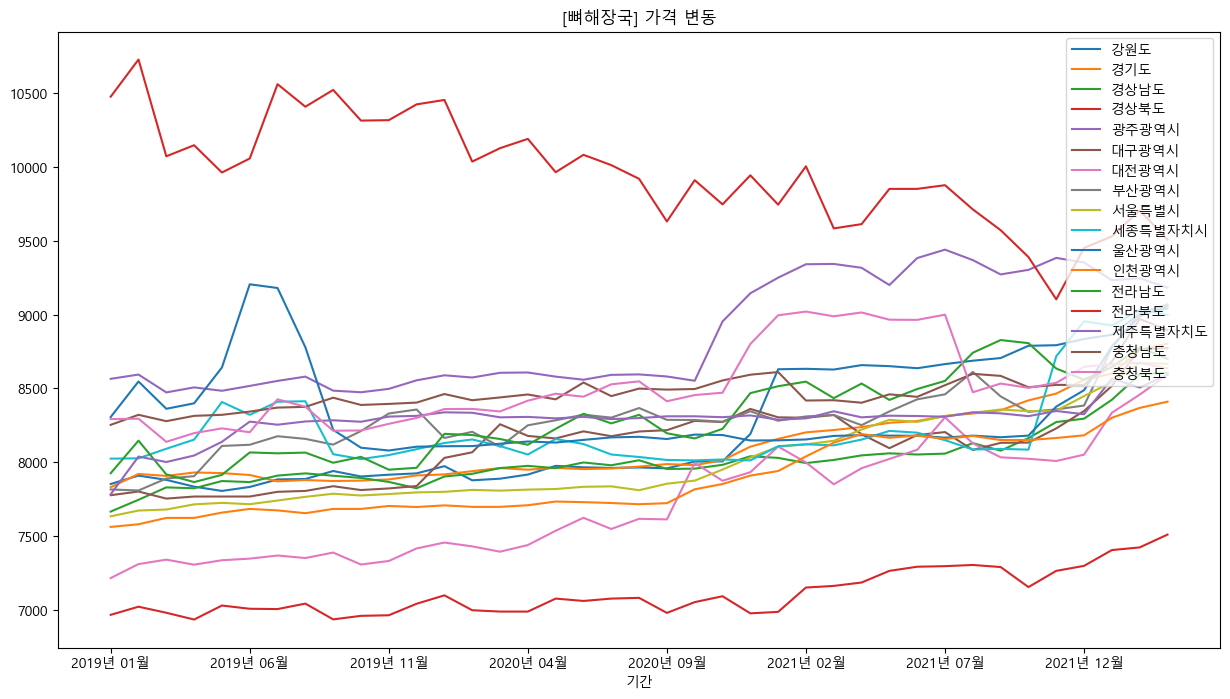 [뼈해장국] 가격 변동
10500
10000
9500
9000
8500
8000
7500
7000
2019년 01월 2019년 06월 2019년 11월 2020년 04월 2020년 09월 2021년 02월 2021년 07월 2021년 12월
기간
강원도
경기도
경상남도
경상북도
광주광역시
대구광역시
대전광역시
부산광역시
서울특별시
세종특별자치시
울산광역시
인천광역시
전라남도
전라북도
제주특별자치도
충청남도
충청북도